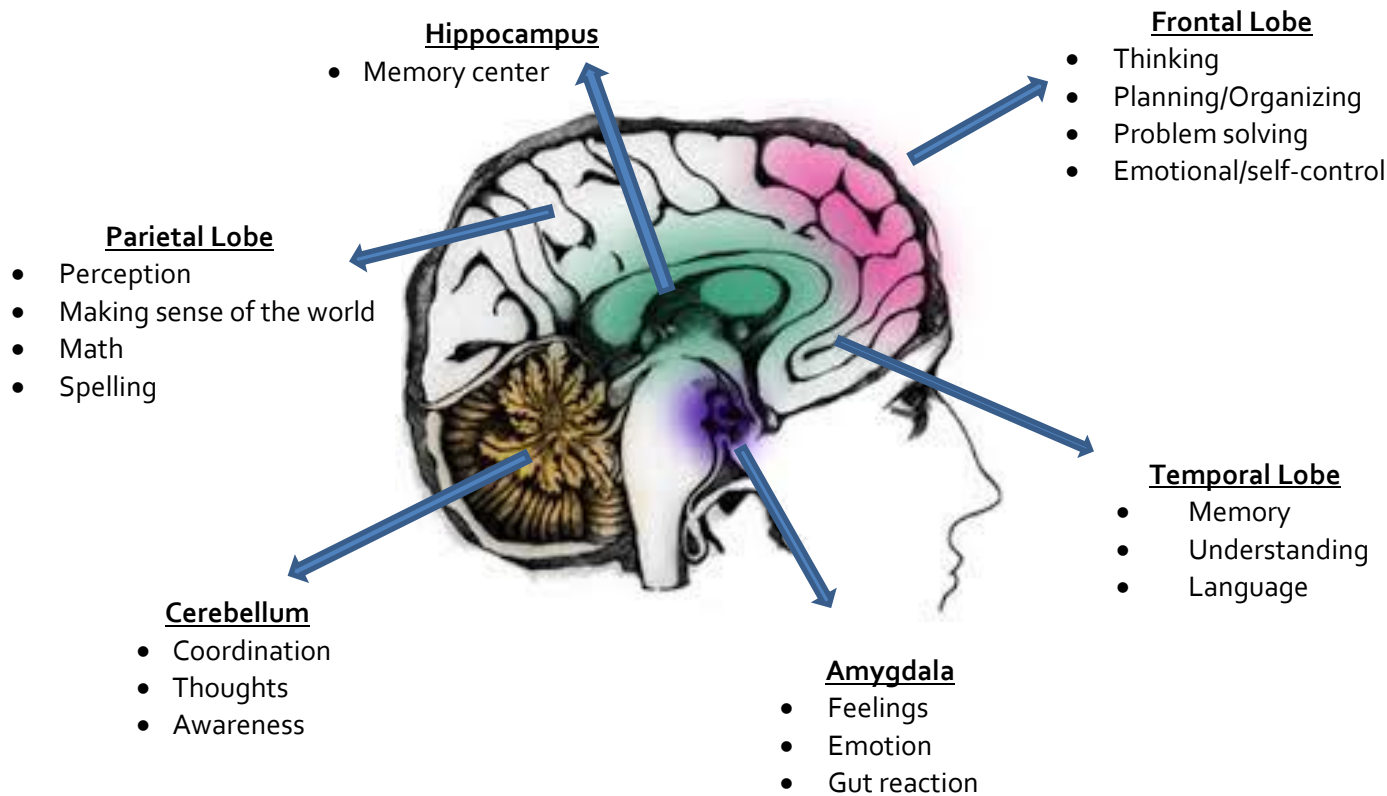 Hippocampus
• Memory center
Frontal Lobe
• Thinking
• Planning/Organizing
• Problem solving
• Emotional/self-control
Parietal Lobe
• Perception
• Making sense of the world
• Math
• Spelling
Temporal Lobe
• Memory
• Understanding
• Language
Cerebellum
• Coordination
• Thoughts
• Awareness
Amygdala
• Feelings
• Emotion
• Gut reaction